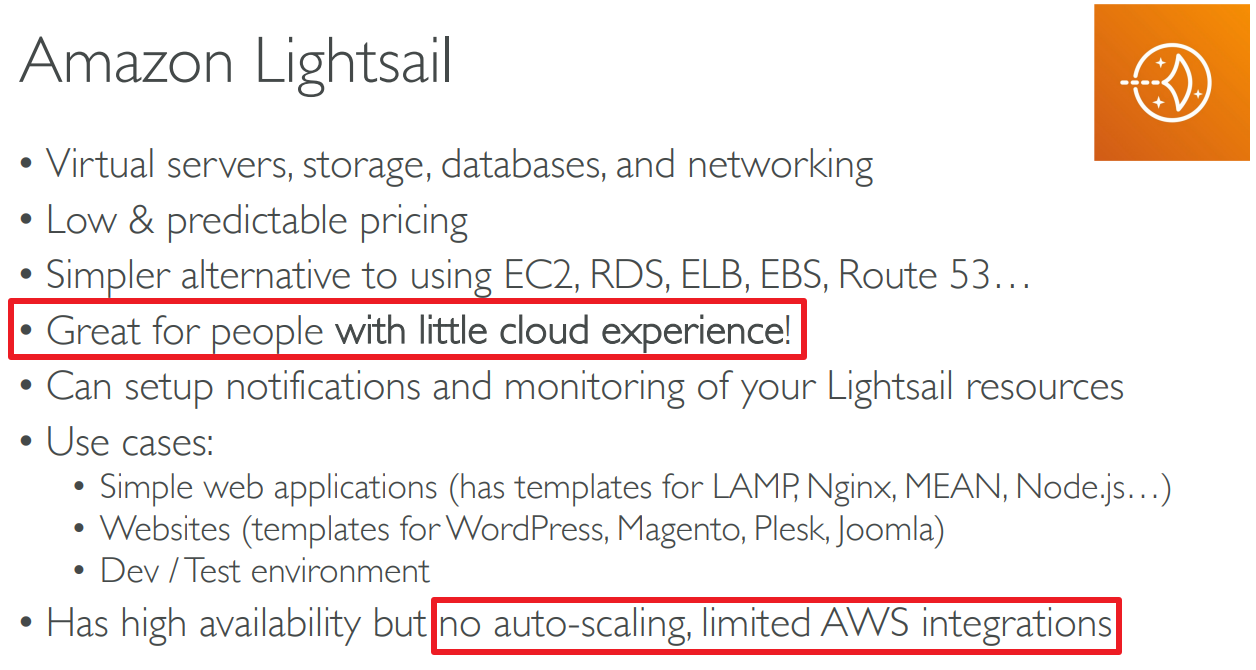 Amazon Lightsail
• Virtual servers, storage, databases, and networking
• Low & predictable pricing
• Simpler alternative to using EC2, RDS, ELB, EBS, Route 53…
• Great for people with little cloud experience!
• Can setup notifications and monitoring of your Lightsail resources
• Use cases:
• Simple web applications (has templates for LAMP, Nginx, MEAN, Node.js…)
• Websites (templates for WordPress, Magento, Plesk, Joomla)
• Dev / Test environment
• Has high availability but no auto-scaling, limited AWS integrations